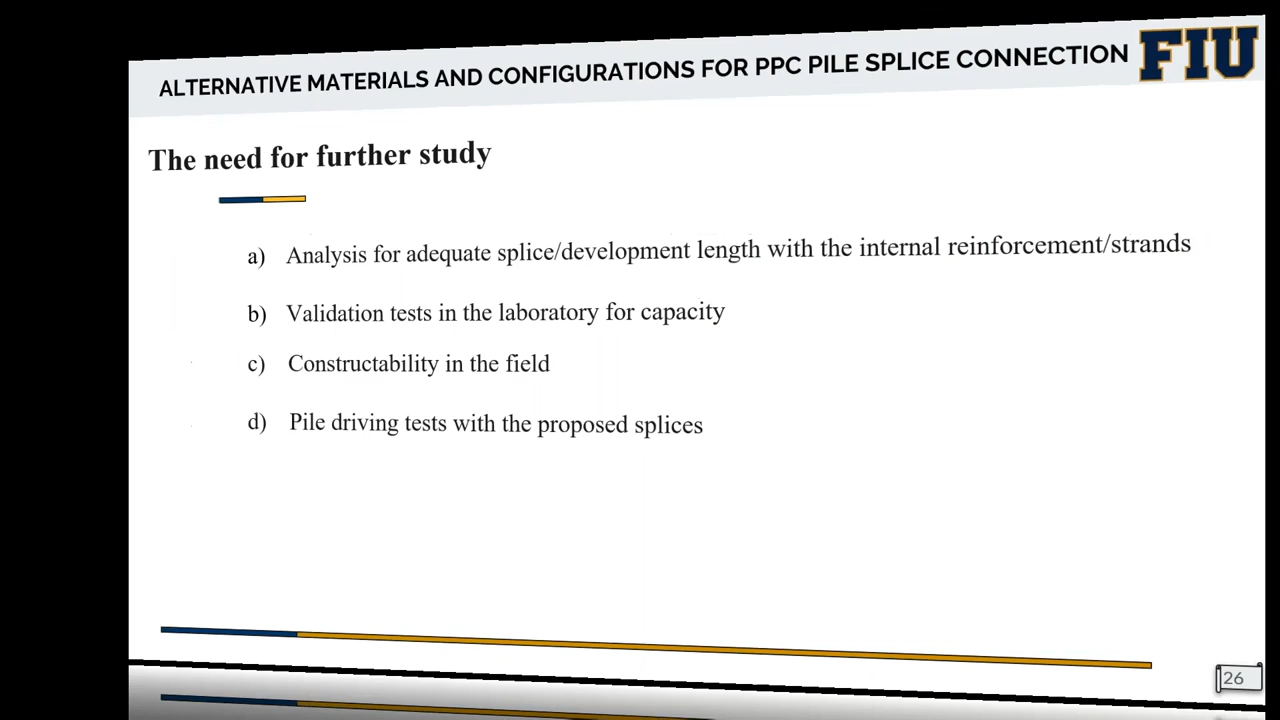 ALTERNATIVE MATERIALS AND CONFIGURATIONS FOR PPC PILE SPLICE CONNECTION
FIU
The need for further study
a) Analysis for adequate splice/development length with the internal reinforcement/strands
b) Validation tests in the laboratory for capacity
c) Constructability in the field
d) Pile driving tests with the proposed splices
26